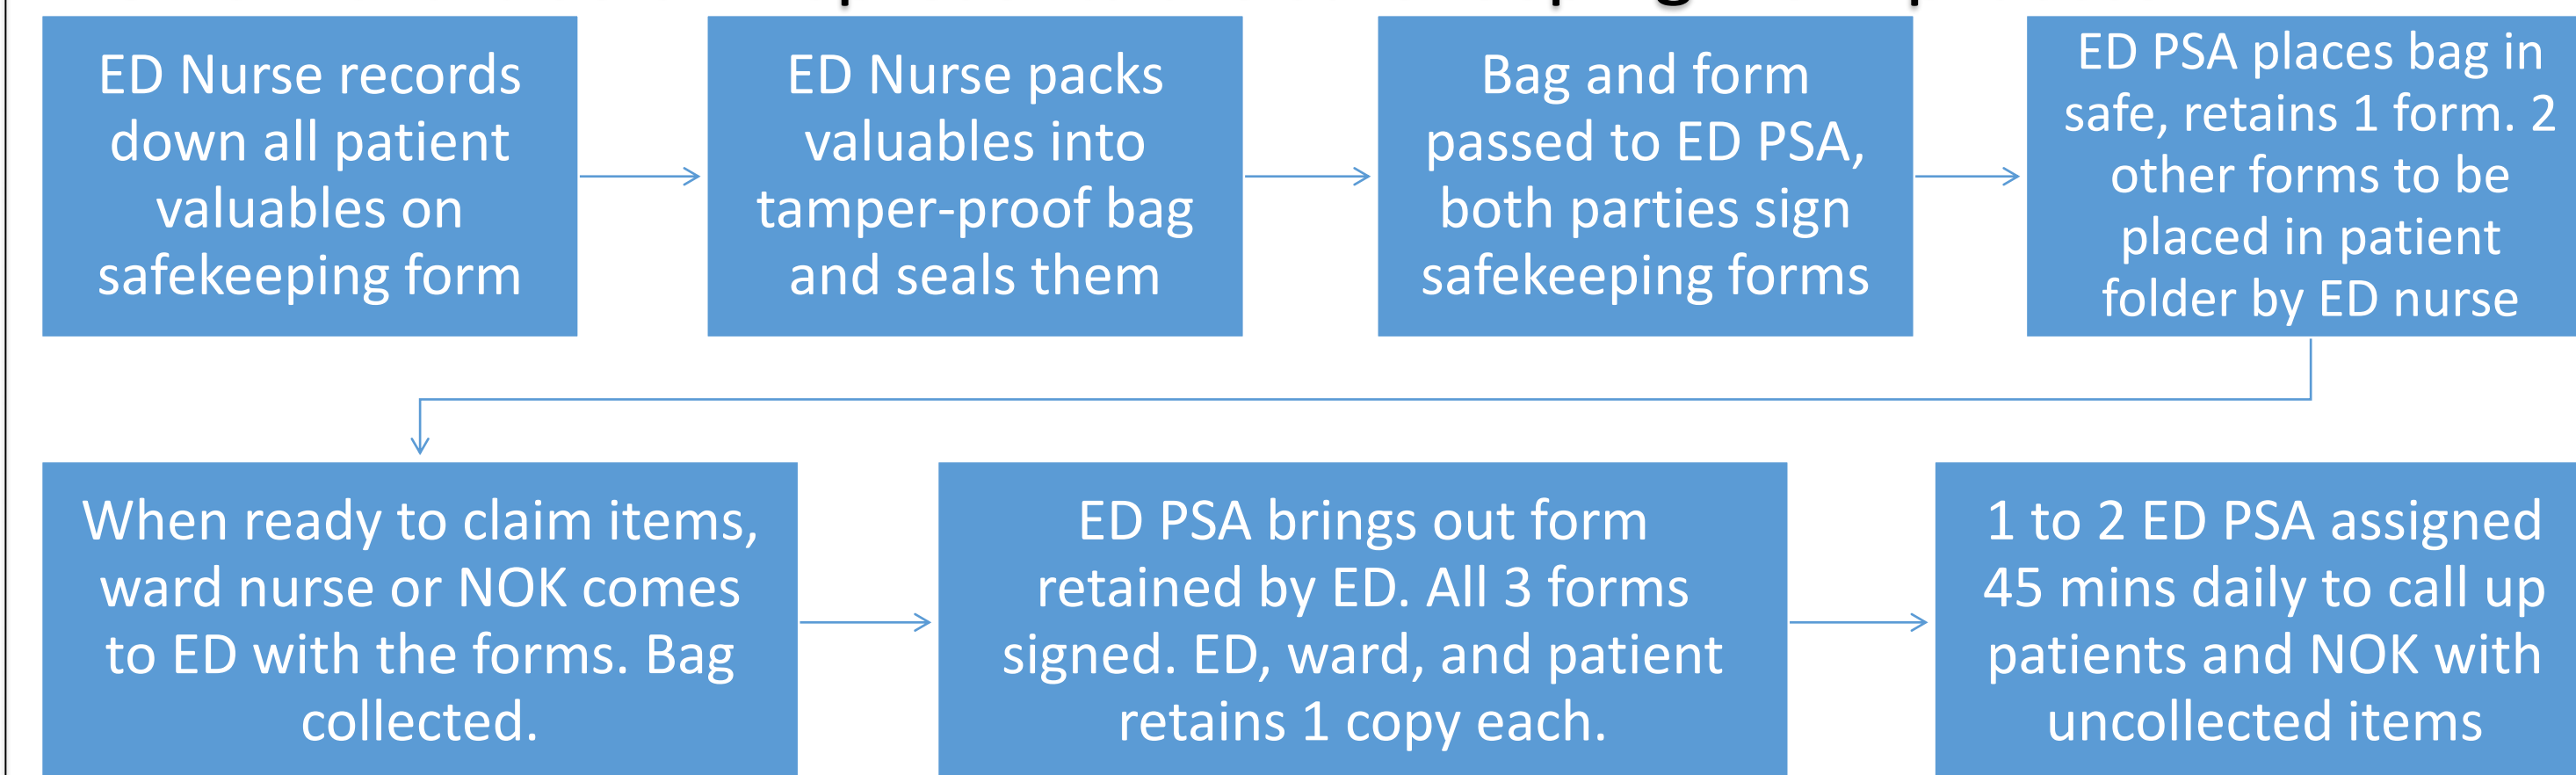 ED Nurse records
down all patient
valuables on
safekeeping form
ED Nurse packs
valuables into
tamper-proof bag
and seals them
Bag and form
passed to ED PSA,
both parties sign
safekeeping forms
ED PSA places bag in
safe, retains 1 form. 2
other forms to be
placed in patient
folder by ED nurse
When ready to claim items,
ward nurse or NOK comes
to ED with the forms. Bag
collected.
ED PSA brings out form
retained by ED. All 3 forms
signed. ED, ward, and patient
retains 1 copy each.
1 to 2 ED PSA assigned
45 mins daily to call up
patients and NOK with
uncollected items